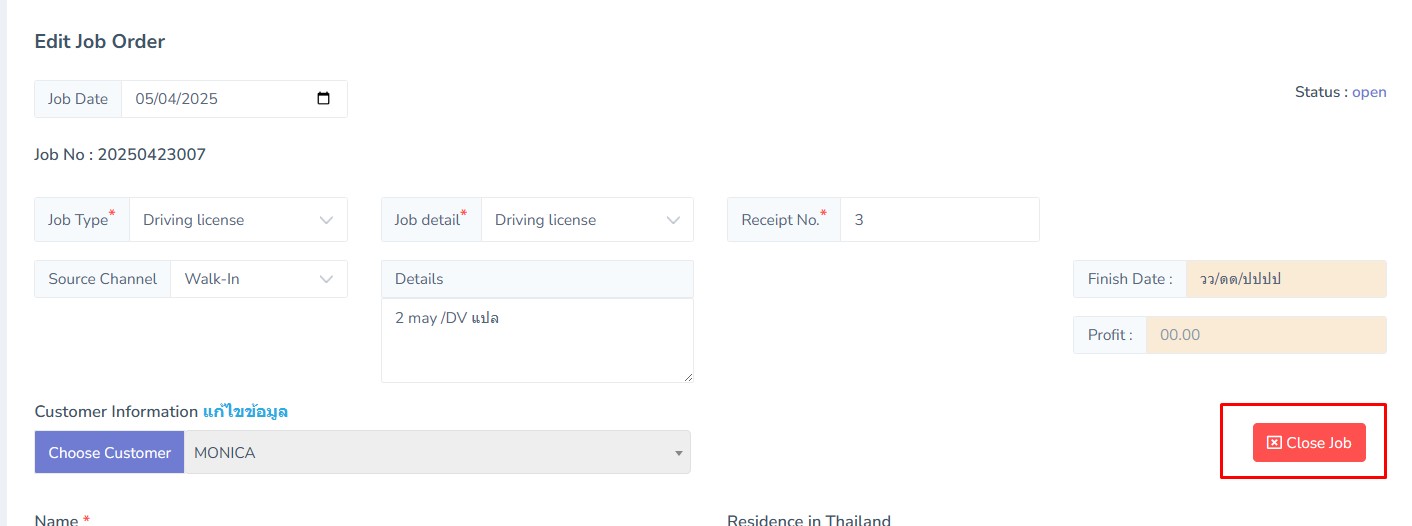 Edit Job Order
Job Date 05/04/2025
Status : open
Job No : 20250423007
Job Type* Driving license
Job detail* Driving license
Receipt No.* 3
Source Channel Walk-In
Details
Finish Date : วว/ดด/ปปปป
2 may /DV แปล
Profit : 00.00
Customer Information แก้ไขข้อมูล
Choose Customer MONICA
Close Job
Name *
Residence in Thailand